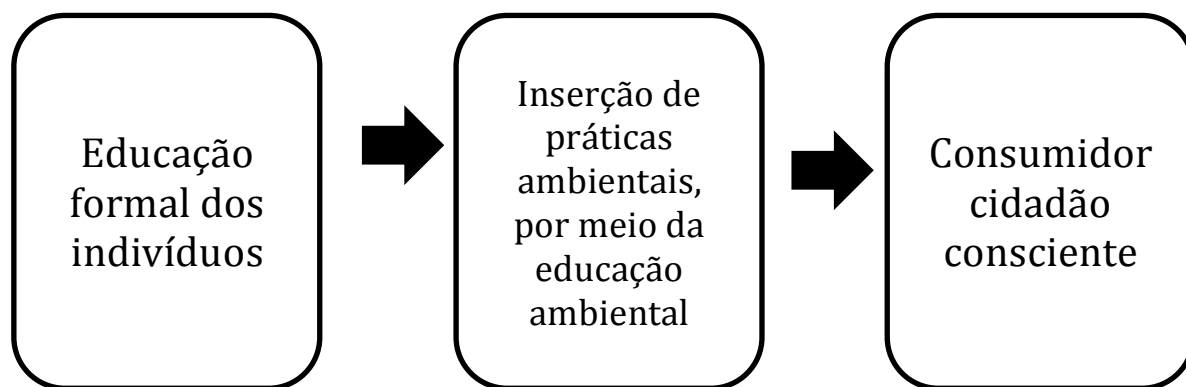 Educação
formal dos
indivíduos
Inserção de
práticas
ambientais,
por meio da
educação
ambiental
Consumidor
cidadão
consciente